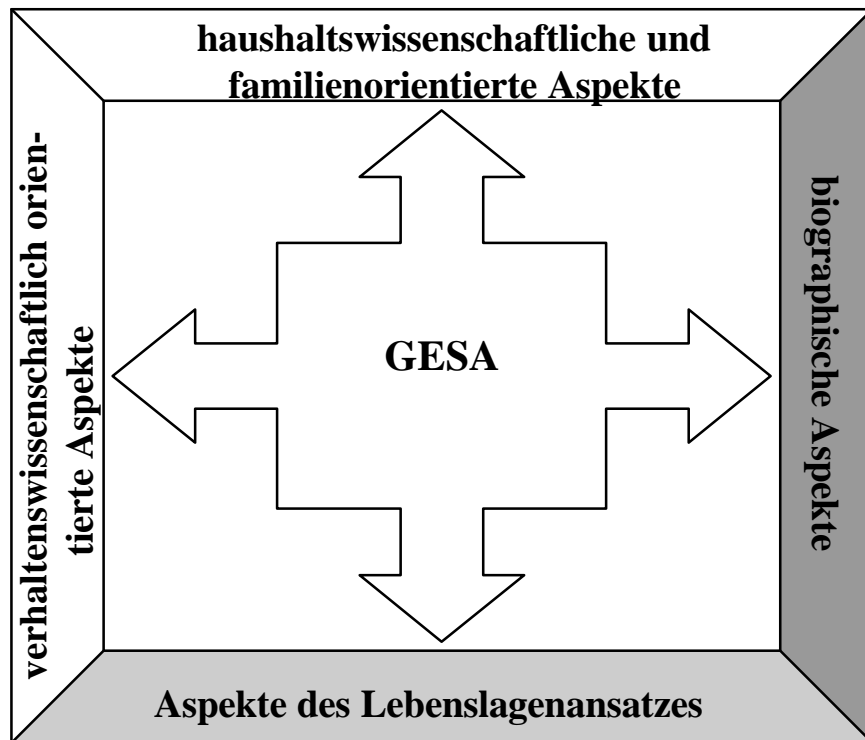 haushaltswissenschaftliche und
familienorientierte Aspekte
verhaltenswissenschaftlich orien-
tierte Aspekte
GESA
biographische Aspekte
Aspekte des Lebenslagenansatzes